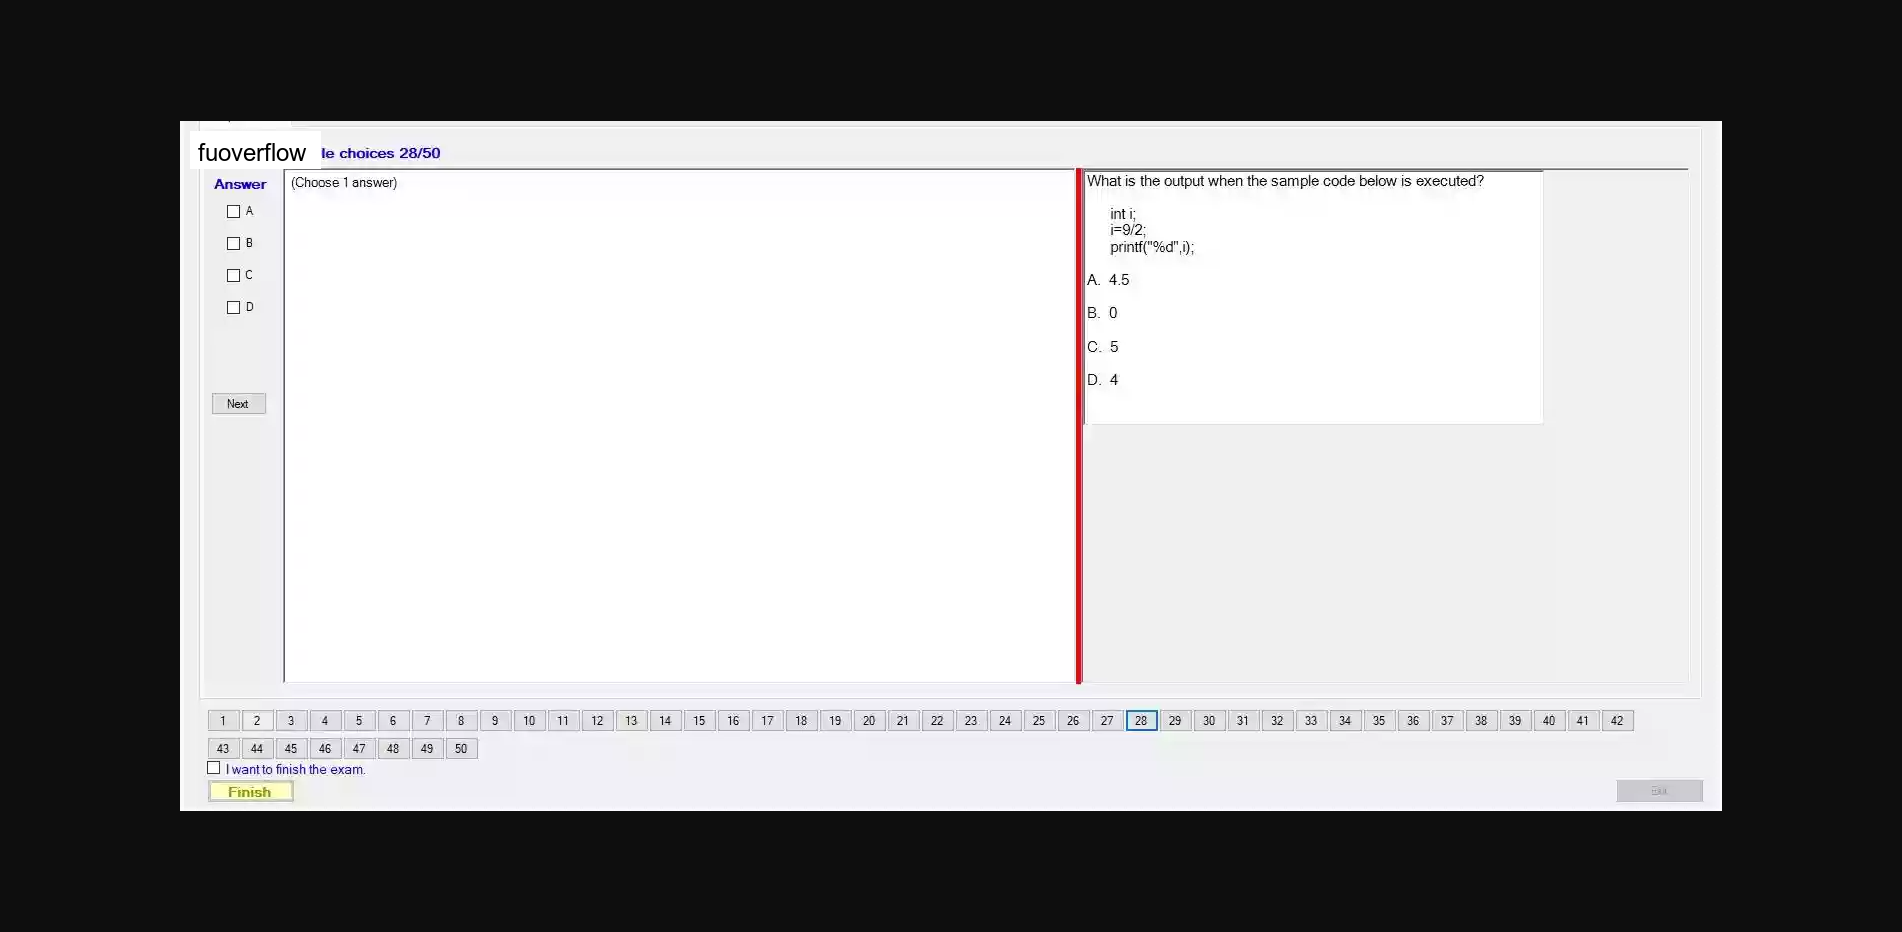 fuoverflow
le choices 28/50
Answer
(Choose 1 answer)
A
B
C
D
Next
What is the output when the sample code below is executed?
int i;
i=9/2;
printf("%d",i);
A. 4.5
B. 0
C. 5
D. 4
1 2 3 4 5 6 7 8 9 10 11 12 13 14 15 16 17 18 19 20 21 22 23 24 25 26 27 28 29 30 31 32 33 34 35 36 37 38 39 40 41 42
43 44 45 46 47 48 49 50
I want to finish the exam.
Finish
Exit